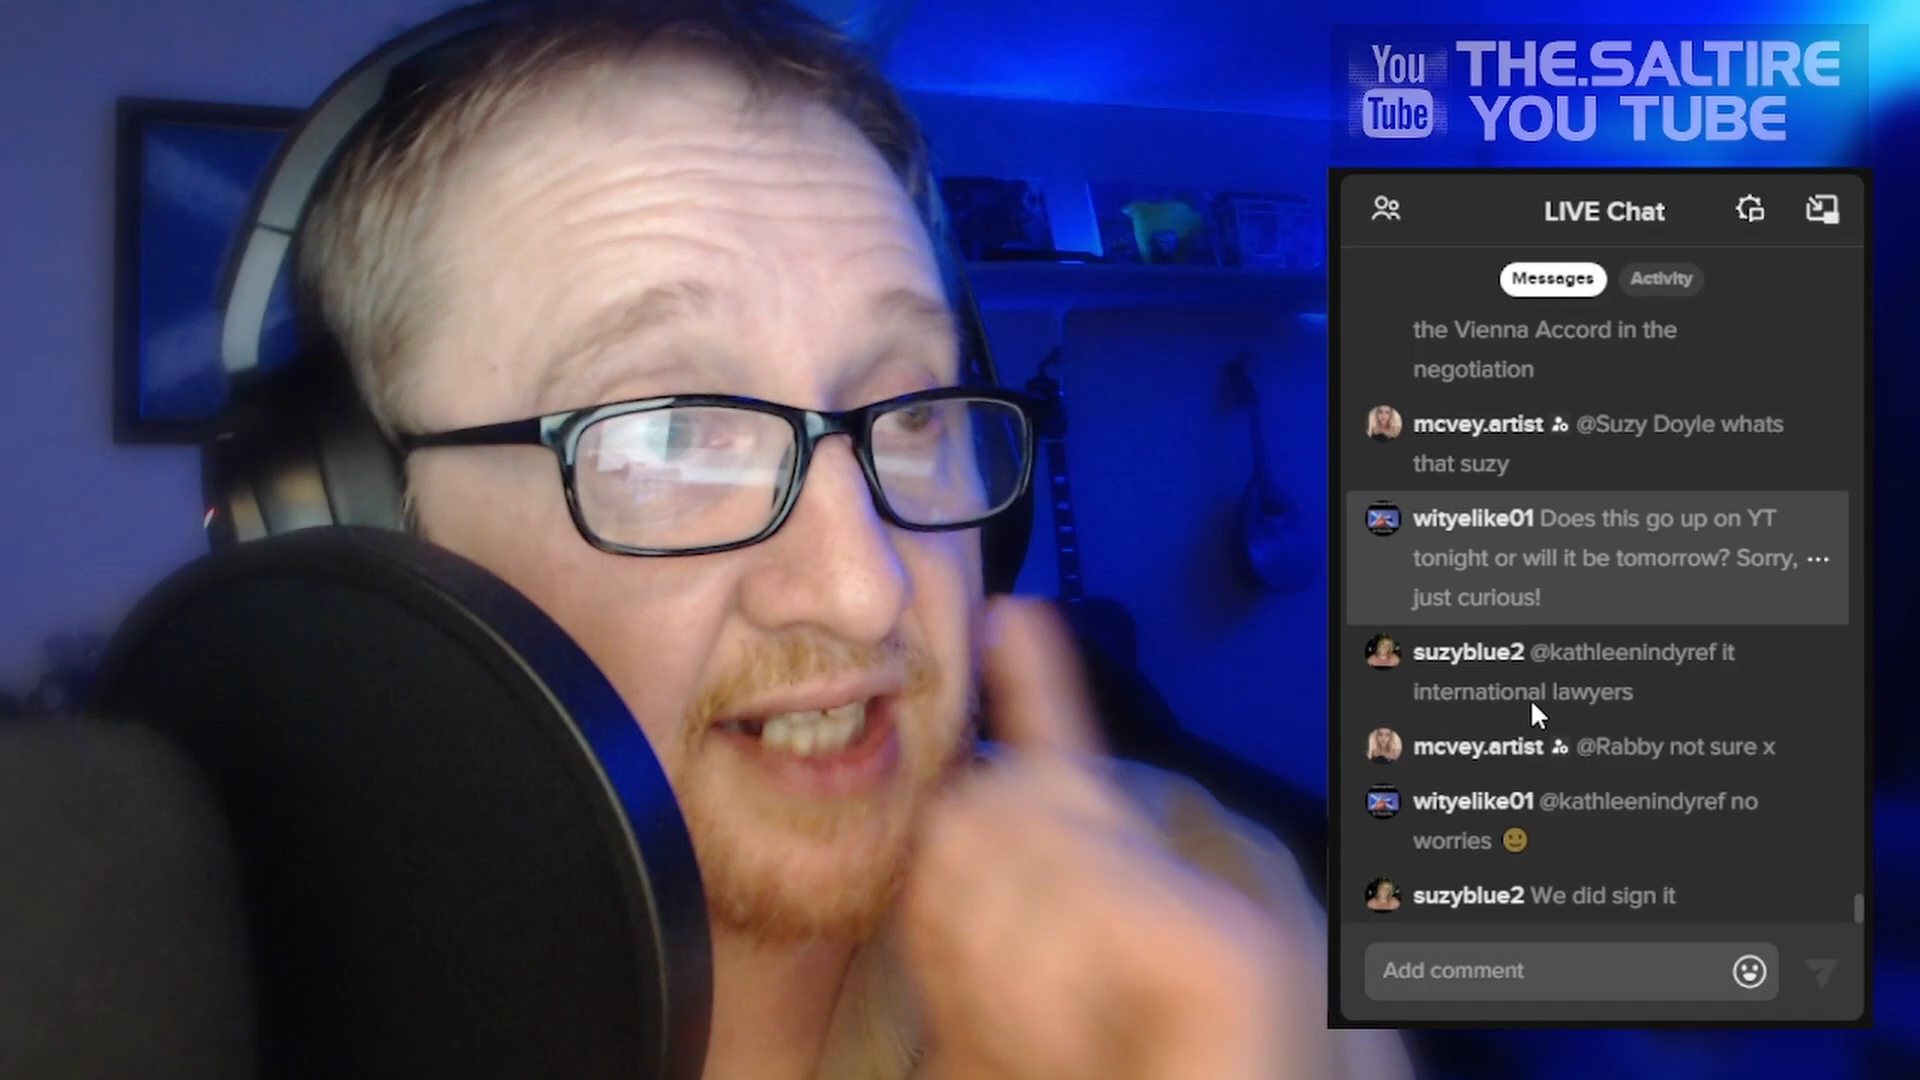 You
Tube
THE.SALTIRE
YOU TUBE
LIVE Chat
Messages
Activity
the Vienna Accord in the
negotiation
mcvey.artist @Suzy Doyle whats
that suzy
wityelike01 Does this go up on YT
tonight or will it be tomorrow? Sorry,
just curious!
suzyblue2 @kathleenindyref it
international lawyers
mcvey.artist @Rabby not sure x
wityelike01 @kathleenindyref no
worries 🙂
suzyblue2 We did sign it
Add comment